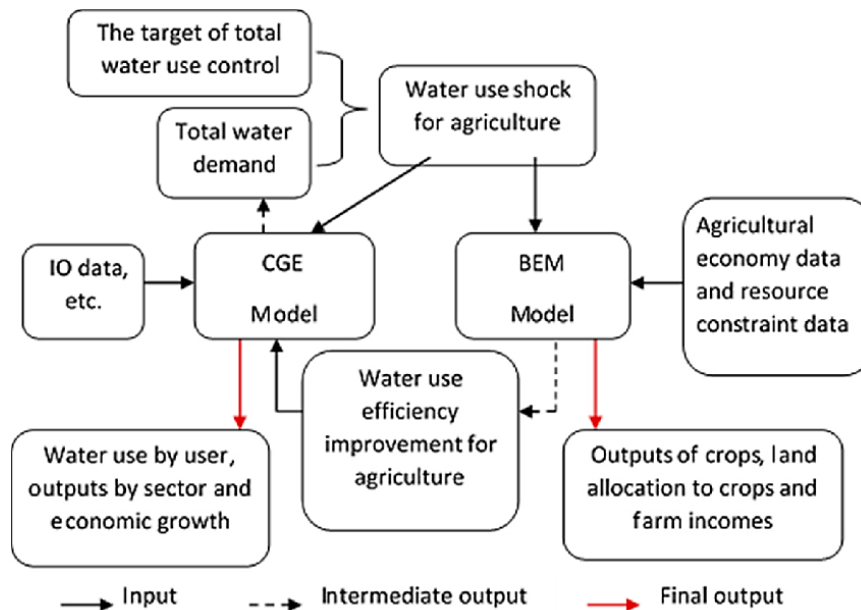 The target of total
water use control
Water use shock
for agriculture
Total water
demand
IO data,
etc.
CGE
Model
BEM
Model
Agricultural
economy data
and resource
constraint data
Water use
efficiency
improvement for
agriculture
Water use by user,
outputs by sector and
economic growth
Outputs of crops, land
allocation to crops and
farm incomes
Input
Intermediate output
Final output